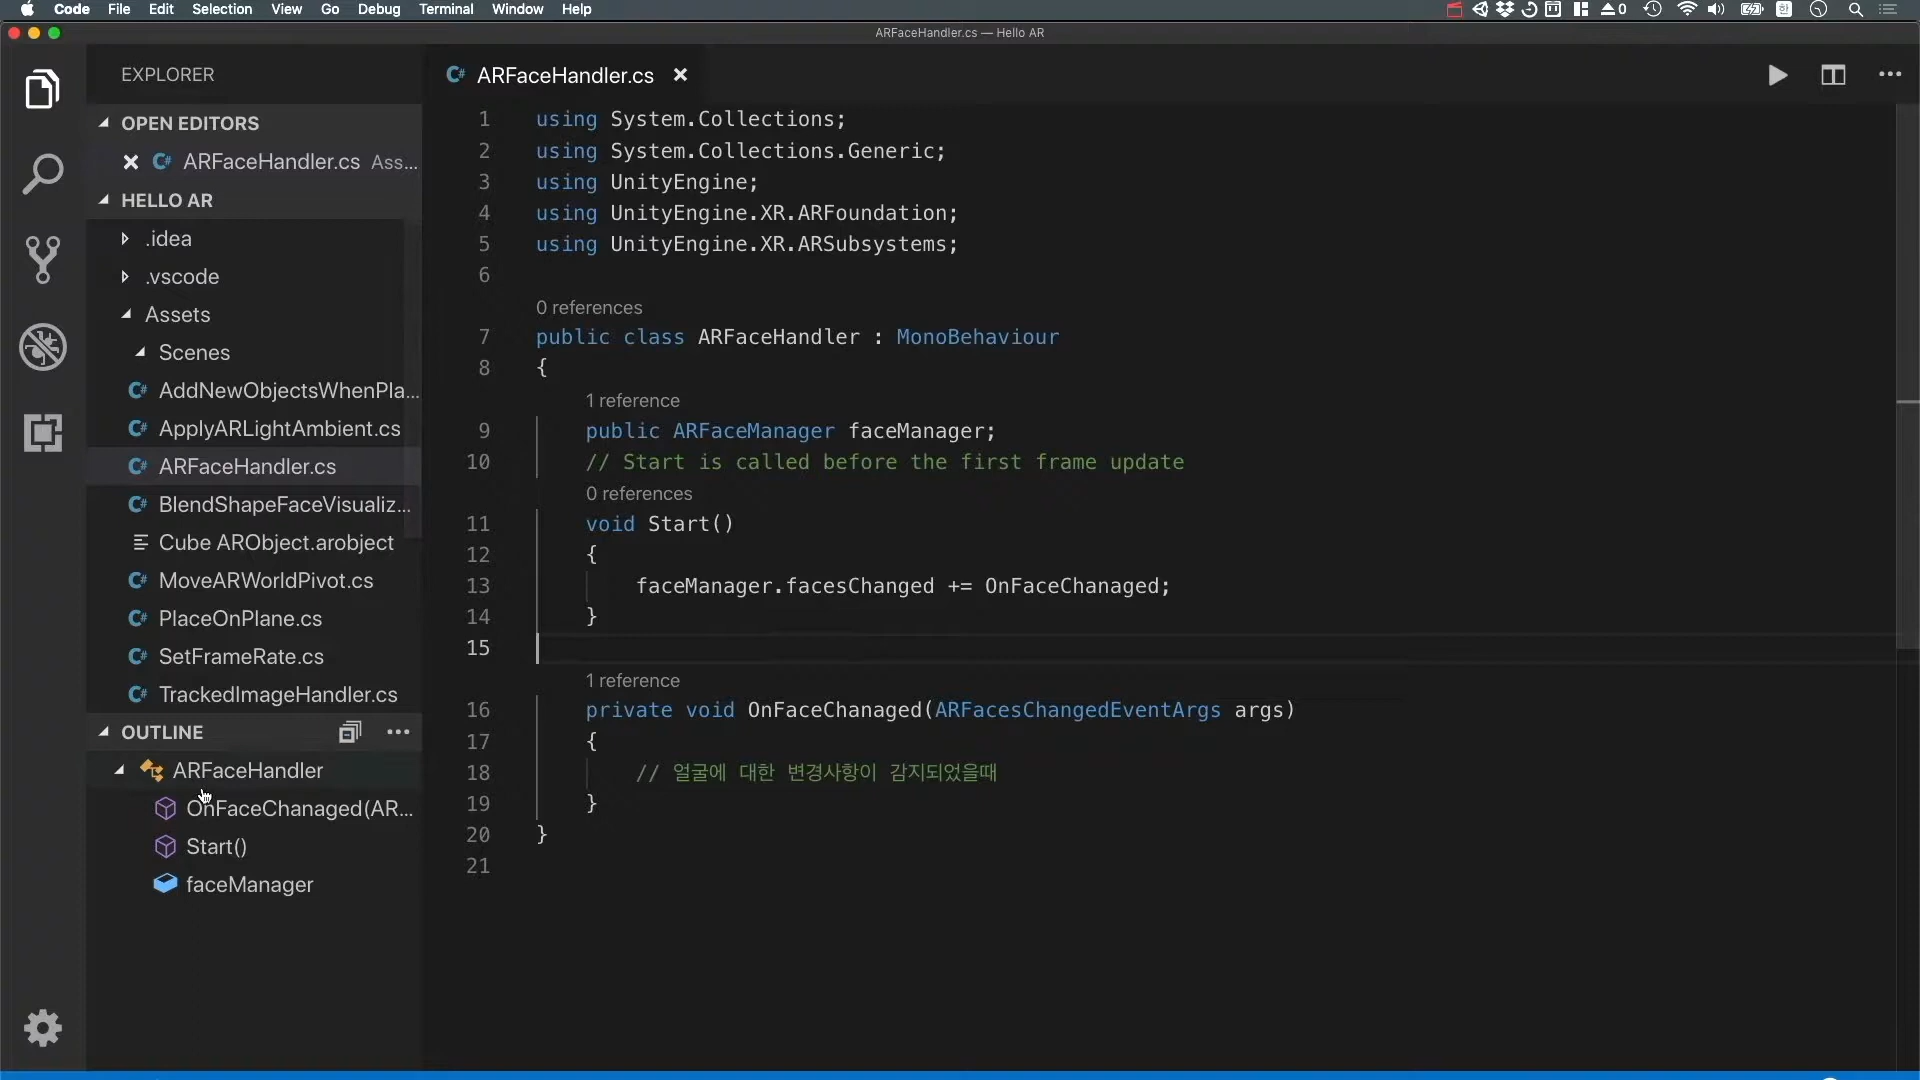 Code File Edit Selection View Go Debug Terminal Window Help
0 한
ARFaceHandler.cs — Hello AR
EXPLORER
OPEN EDITORS
ARFaceHandler.cs Ass...
HELLO AR
.idea
.vscode
Assets
Scenes
AddNewObjectsWhenPla...
ApplyARLightAmbient.cs
ARFaceHandler.cs
BlendShapeFaceVisualiz...
Cube ARObject.arobject
MoveARWorldPivot.cs
PlaceOnPlane.cs
SetFrameRate.cs
TrackedImageHandler.cs
OUTLINE
ARFaceHandler
OnFaceChanaged(AR...
Start()
faceManager
ARFaceHandler.cs
1 using System.Collections;
2 using System.Collections.Generic;
3 using UnityEngine;
4 using UnityEngine.XR.ARFoundation;
5 using UnityEngine.XR.ARSubsystems;
6
0 references
7 public class ARFaceHandler : MonoBehaviour
8 {
1 reference
9 public ARFaceManager faceManager;
10 // Start is called before the first frame update
0 references
11 void Start()
12 {
13 faceManager.facesChanged += OnFaceChanaged;
14 }
15
1 reference
16 private void OnFaceChanaged(ARFacesChangedEventArgs args)
17 {
18 // 얼굴에 대한 변경사항이 감지되었을때
19 }
20 }
21